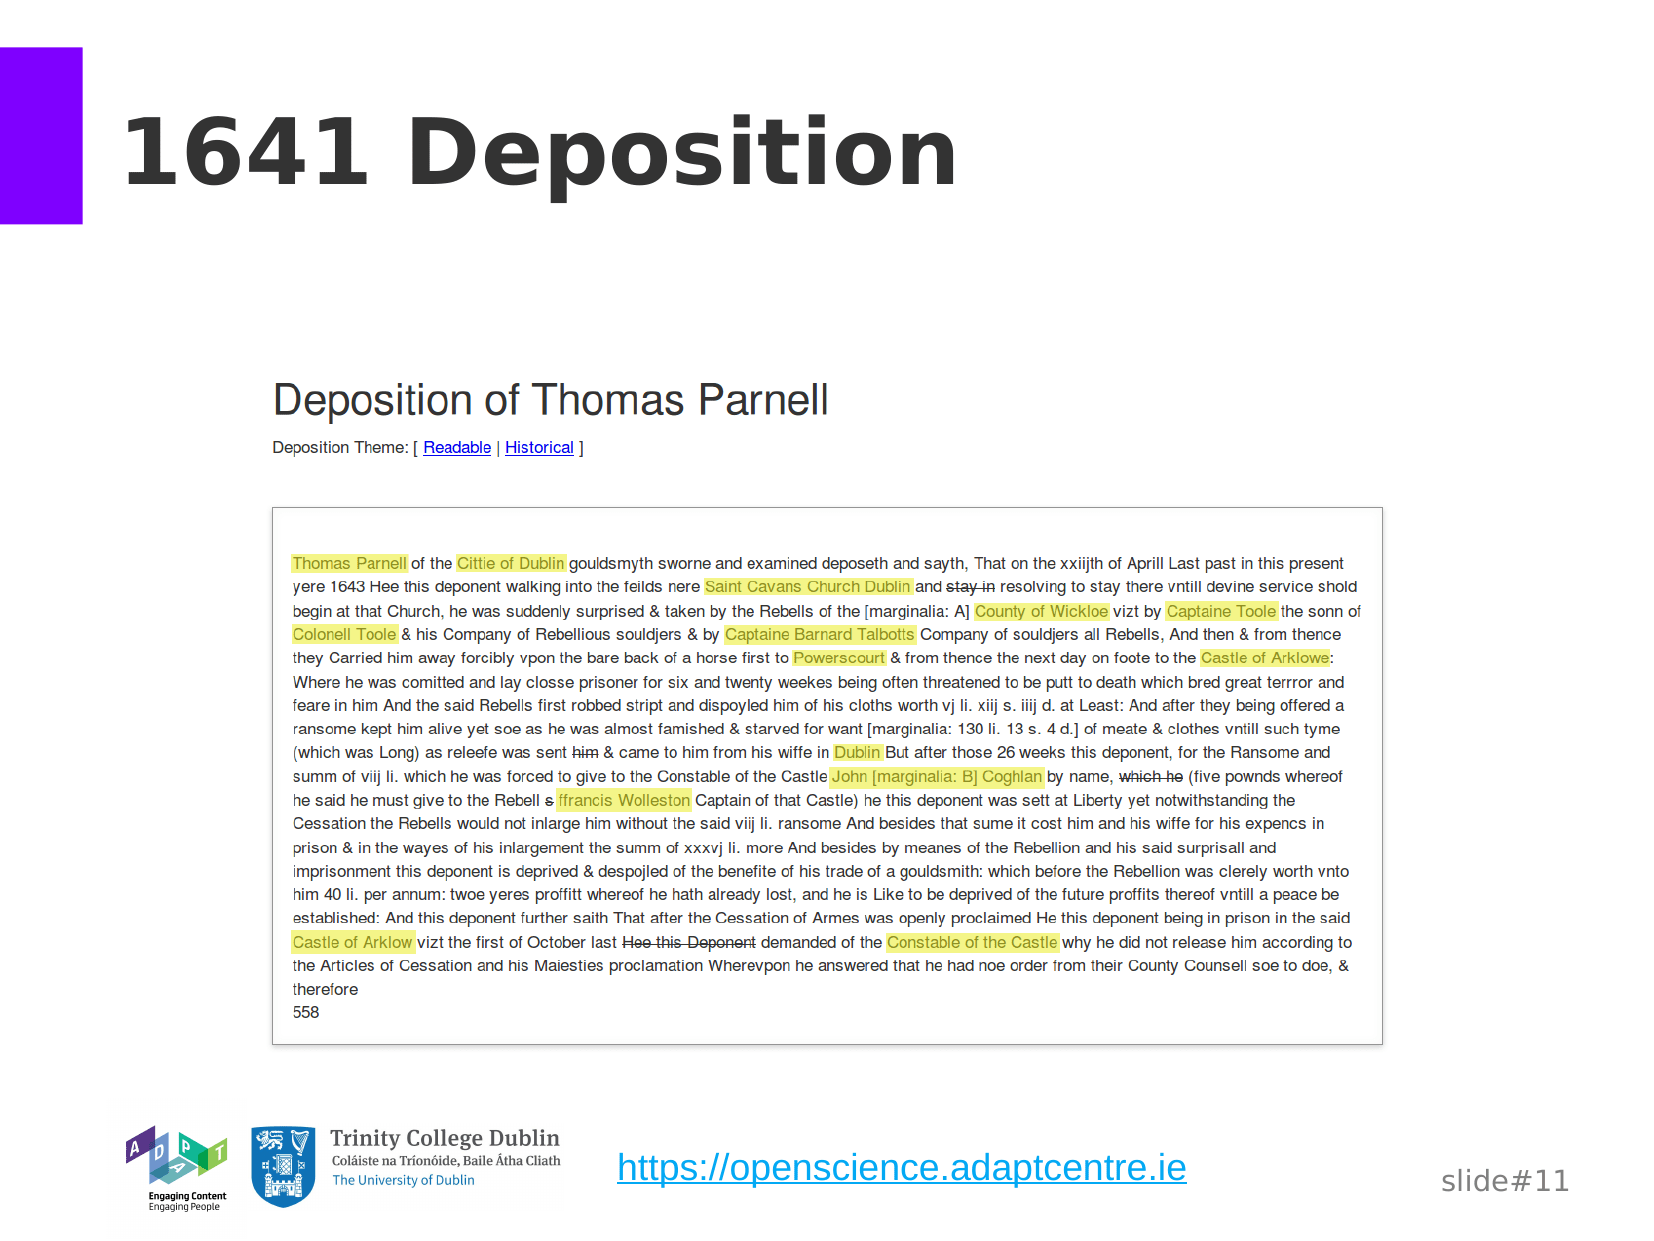 1641 Deposition
Deposition of Thomas Parnell
Deposition Theme: [ Readable | Historical ]
Thomas Parnell of the Cittie of Dublin gouldsmyth sworne and examined deposeth and sayth, That on the xxiijth of Aprill Last past in this present
yere 1643 Hee this deponent walking into the feilds nere Saint Cavans Church Dublin and stay in resolving to stay there vntill devine service shold
begin at that Church, he was suddenly surprised & taken by the Rebells of the [marginalia: A] County of Wickloe vizt by Captaine Toole the sonn of
Colonell Toole & his Company of Rebellious souldjers & by Captaine Barnard Talbotts Company of souldjers all Rebells, And then & from thence
they Carried him away forcibly vpon the bare back of a horse first to Powerscourt & from thence the next day on foote to the Castle of Arklowe:
Where he was comitted and lay closse prisoner for six and twenty weekes being often threatened to be putt to death which bred great terrror and
feare in him And the said Rebells first robbed stript and dispoyled him of his cloths worth vj li. xiij s. iiij d. at Least: And after they being offered a
ransome kept him alive yet soe as he was almost famished & starved for want [marginalia: 130 li. 13 s. 4 d.] of meate & clothes vntill such tyme
(which was Long) as releefe was sent him & came to him from his wiffe in Dublin But after those 26 weeks this deponent, for the Ransome and
summ of viij li. which he was forced to give to the Constable of the Castle John [marginalia: B] Coghlan by name, which he (five pownds whereof
he said he must give to the Rebell s ffrancis Wolleston Captain of that Castle) he this deponent was sett at Liberty yet notwithstanding the
Cessation the Rebells would not inlarge him without the said viij li. ransome And besides that sume it cost him and his wiffe for his expencs in
prison & in the wayes of his inlargement the summ of xxxvj li. more And besides by meanes of the Rebellion and his said surprisall and
imprisonment this deponent is deprived & despojled of the benefite of his trade of a gouldsmith: which before the Rebellion was clerely worth vnto
him 40 li. per annum: twoe yeres proffitt whereof he hath already lost, and he is Like to be deprived of the future proffits thereof vntill a peace be
established: And this deponent further saith That after the Cessation of Armes was openly proclaimed He this deponent being in prison in the said
Castle of Arklow vizt the first of October last Hee this Deponent demanded of the Constable of the Castle why he did not release him according to
the Articles of Cessation and his Maiesties proclamation Wherevpon he answered that he had noe order from their County Counsell soe to doe, &
therefore
558
ADAPT
Engaging Content
Engaging People
Trinity College Dublin
Coláiste na Tríonóide, Baile Átha Cliath
The University of Dublin
https://openscience.adaptcentre.ie
slide#11